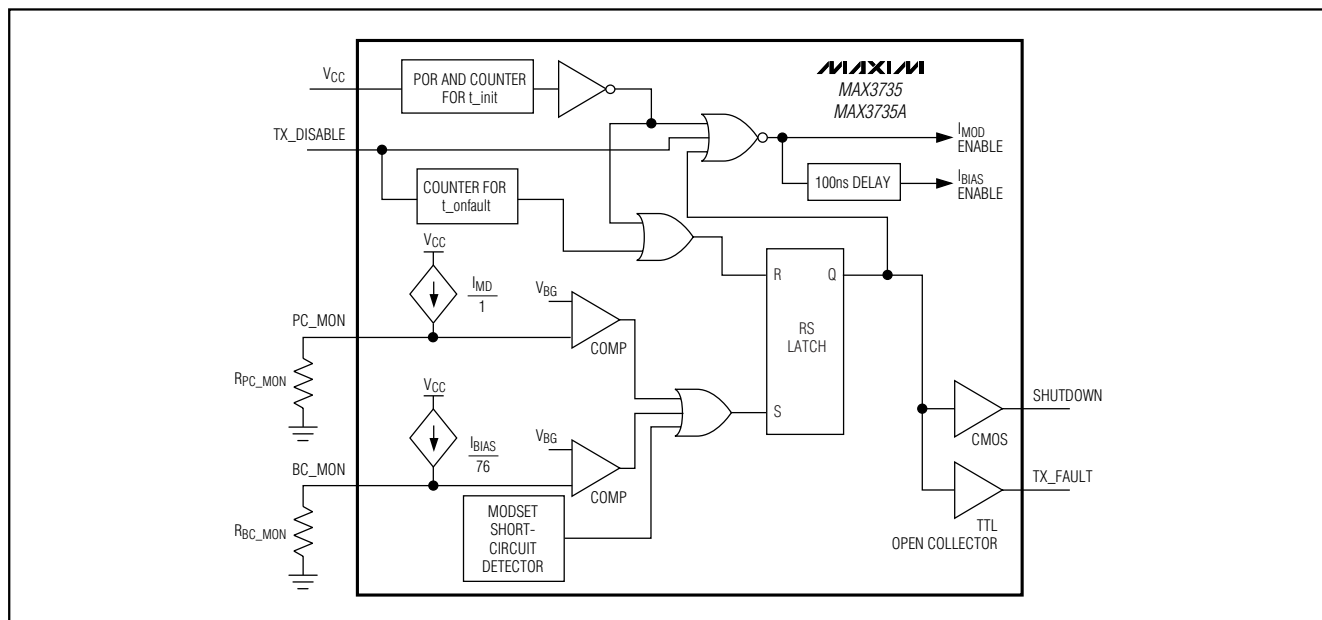 VCC
POR AND COUNTER
FOR t_init
MAXIM
MAX3735
MAX3735A
TX_DISABLE
IMOD
ENABLE
100ns DELAY
IBIAS
ENABLE
COUNTER FOR
t_onfault
VCC
IMD
1
VBG
R
Q
PC_MON
COMP
RS
LATCH
RPC_MON
VCC
SHUTDOWN
S
CMOS
IBIAS
76
VBG
BC_MON
COMP
TX_FAULT
MODSET
SHORT-
CIRCUIT
DETECTOR
RBC_MON
TTL
OPEN COLLECTOR